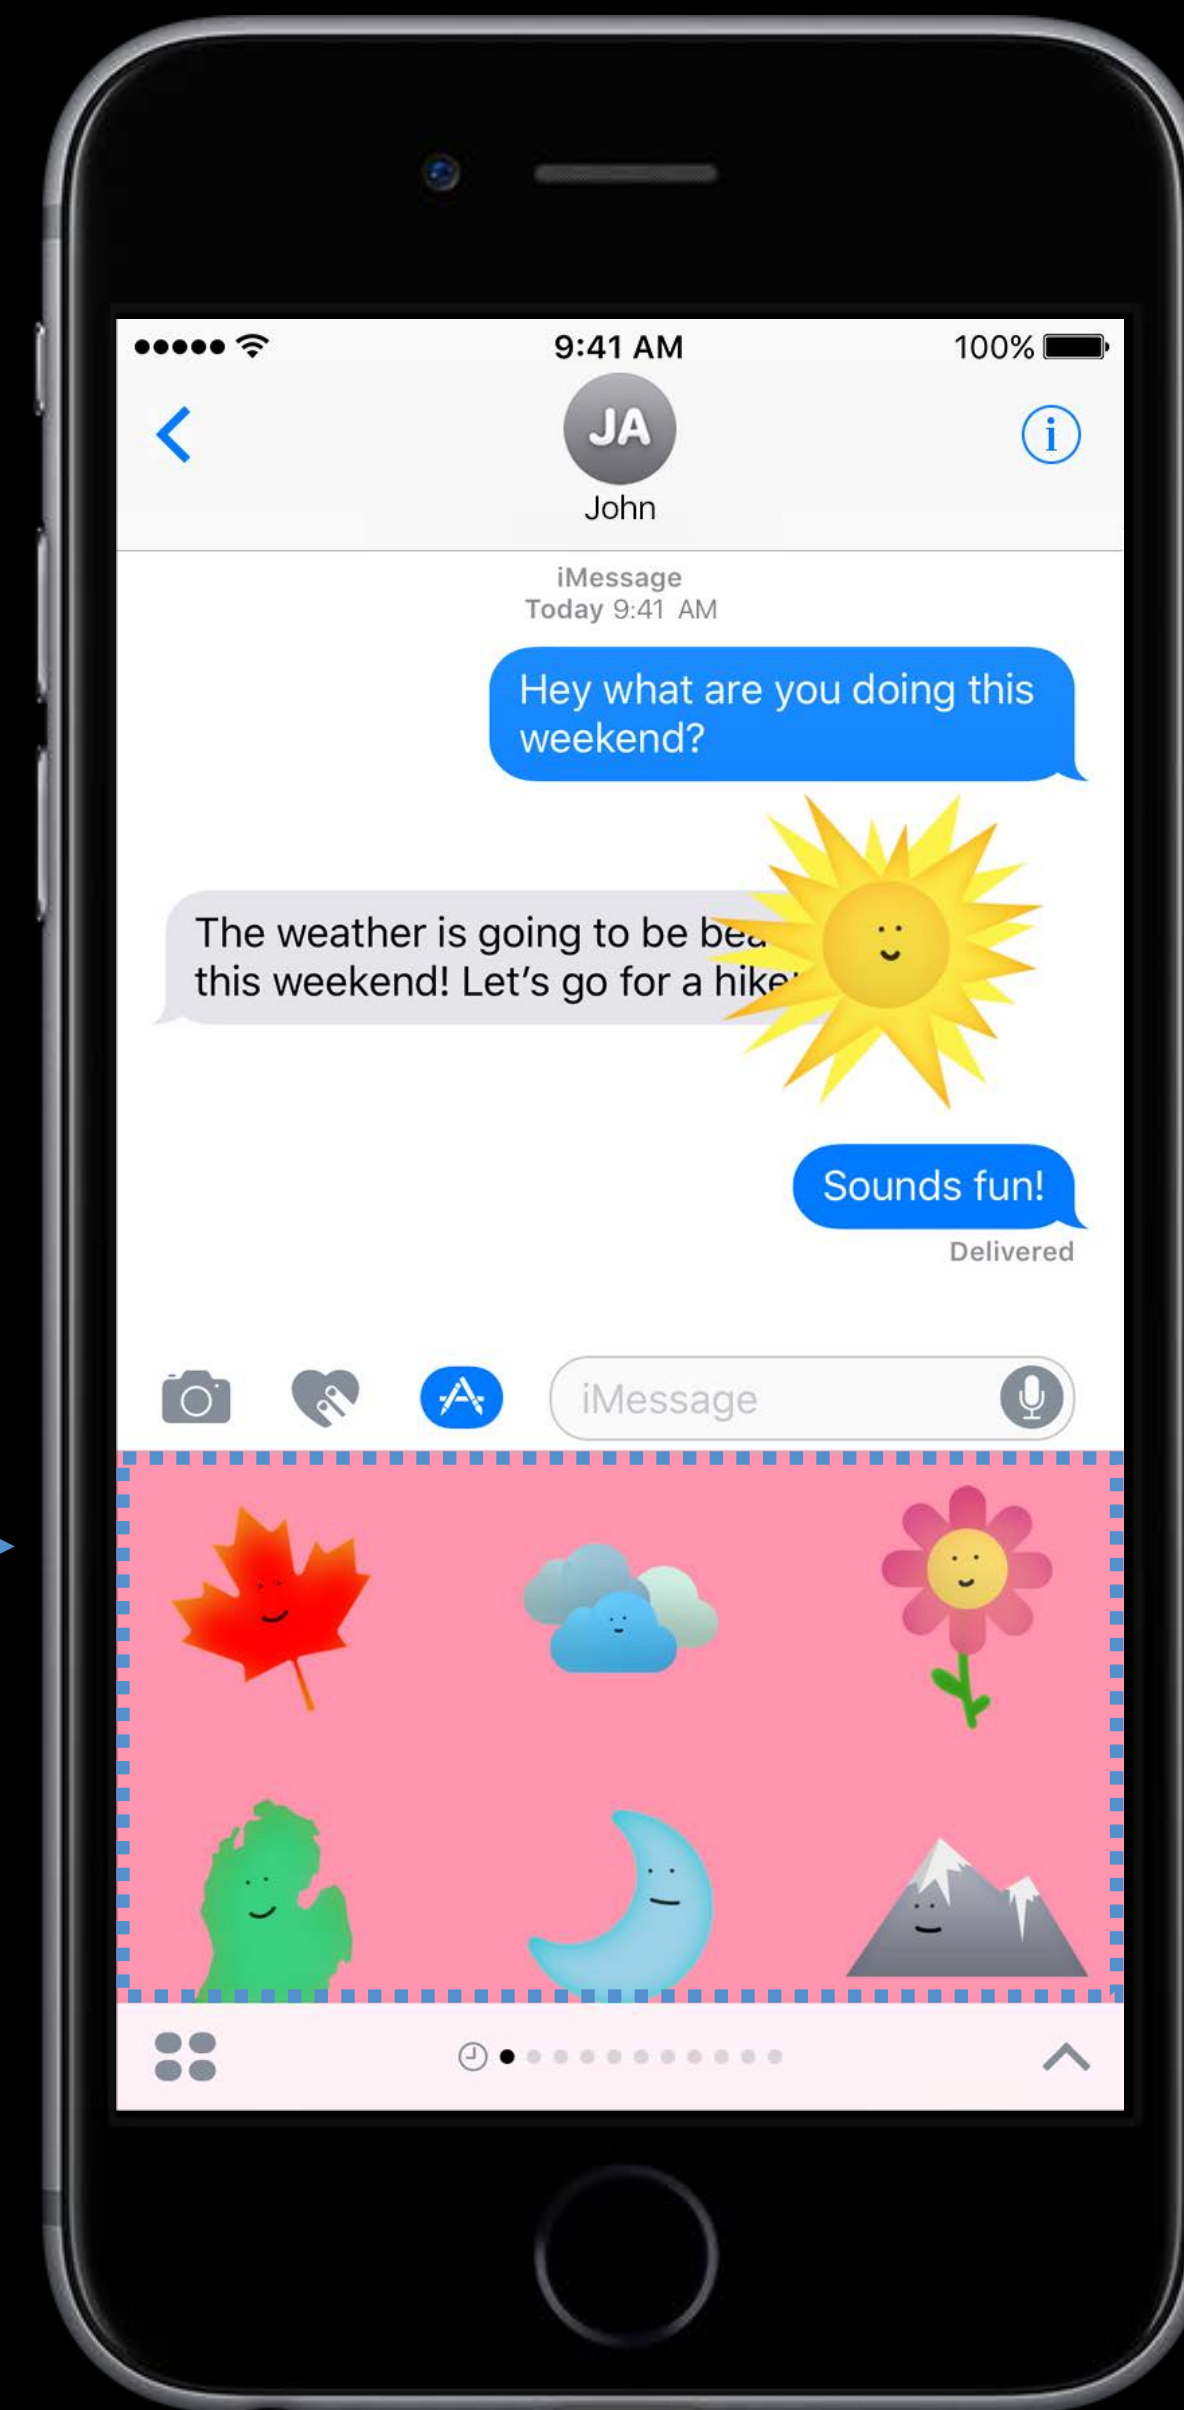 9:41 AM
100%
JA
John
iMessage
Today 9:41 AM
Hey what are you doing this
weekend?
The weather is going to be
this weekend! Let's go for a hike
Sounds fun!
Delivered
iMessage